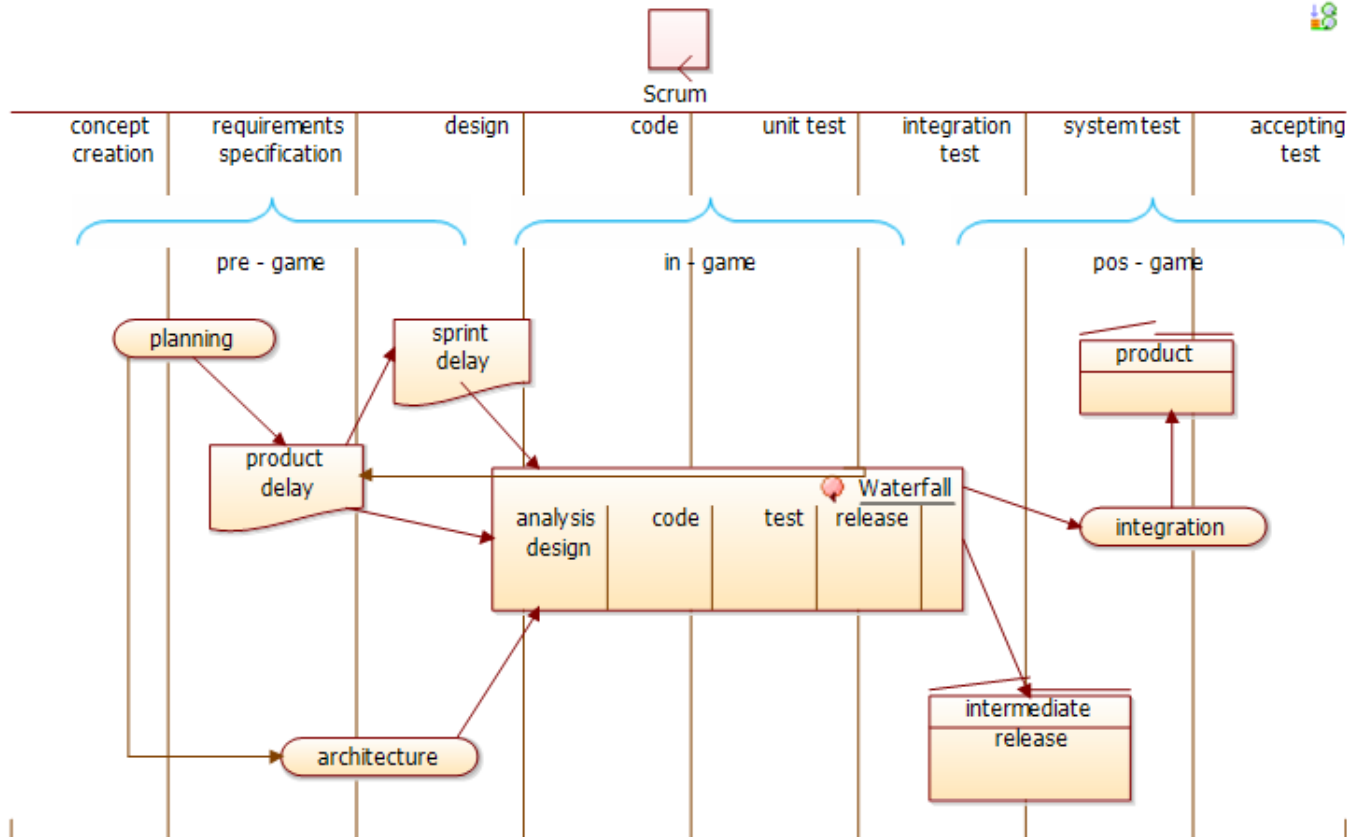 Scrum
concept
creation
requirements
specification
design
code
unit test
integration
test
system test
accepting
test
pre - game
in - game
pos - game
planning
sprint
delay
product
product
delay
Waterfall
analysis
design
code
test
release
integration
intermediate
release
architecture